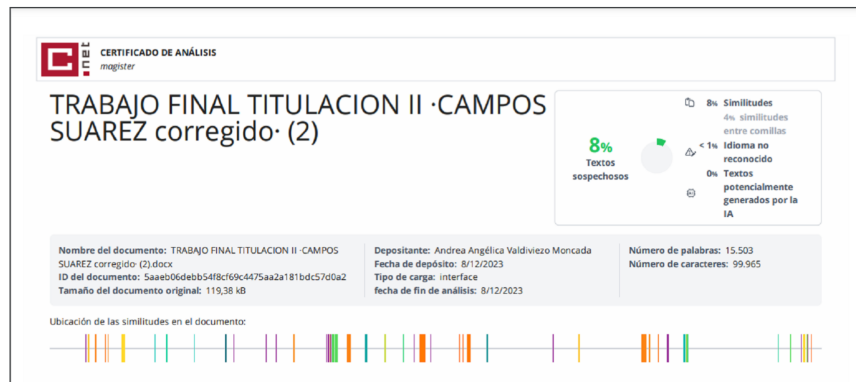 C.net
CERTIFICADO DE ANÁLISIS
magister
TRABAJO FINAL TITULACION II ·CAMPOS
SUAREZ corregido· (2)
8%
Textos
sospechosos
8% Similitudes
4% similitudes
entre comillas
< 1% Idioma no
reconocido
0% Textos
potencialmente
generados por la
IA
Nombre del documento: TRABAJO FINAL TITULACION II ·CAMPOS
SUAREZ corregido· (2).docx
ID del documento: 5aaeb06debb54f8cf69c4475aa2a181bdc57d0a2
Tamaño del documento original: 119,38 kB
Depositante: Andrea Angélica Valdiviezo Moncada
Fecha de depósito: 8/12/2023
Tipo de carga: interface
fecha de fin de análisis: 8/12/2023
Número de palabras: 15.503
Número de caracteres: 99.965
Ubicación de las similitudes en el documento: